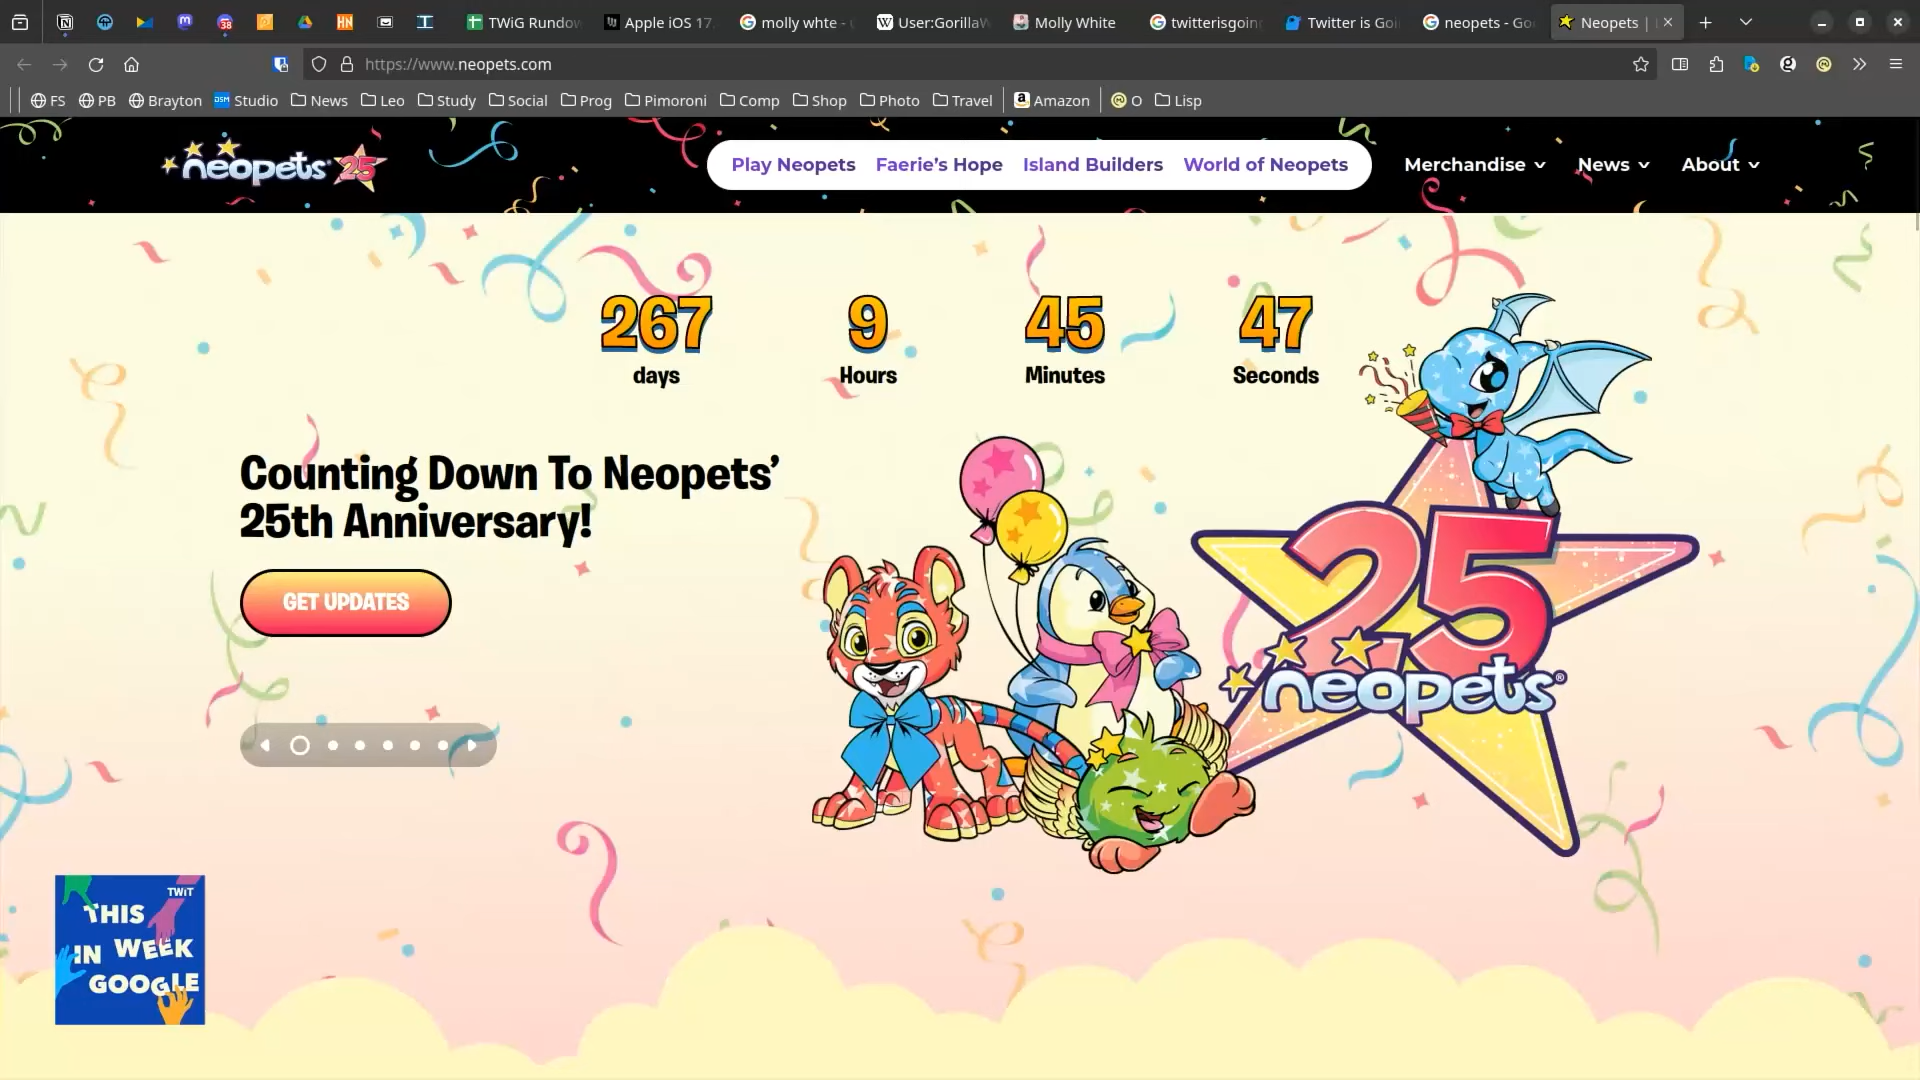 TWiG Rundow
Apple iOS 17.
molly whte - 
User:GorillaW
Molly White
twitterisgoin
Twitter is Goi
neopets - Go
Neopets |
https://www.neopets.com
FS
PB
Brayton
Studio
News
Leo
Study
Social
Prog
Pimoroni
Comp
Shop
Photo
Travel
Amazon
O
Lisp
neopets 25
Play Neopets
Faerie’s Hope
Island Builders
World of Neopets
Merchandise
News
About
267
9
45
47
days
Hours
Minutes
Seconds
Counting Down To Neopets’
25th Anniversary!
GET UPDATES
25
neopets®
TWiT
THIS
IN WEEK
GOOGLE